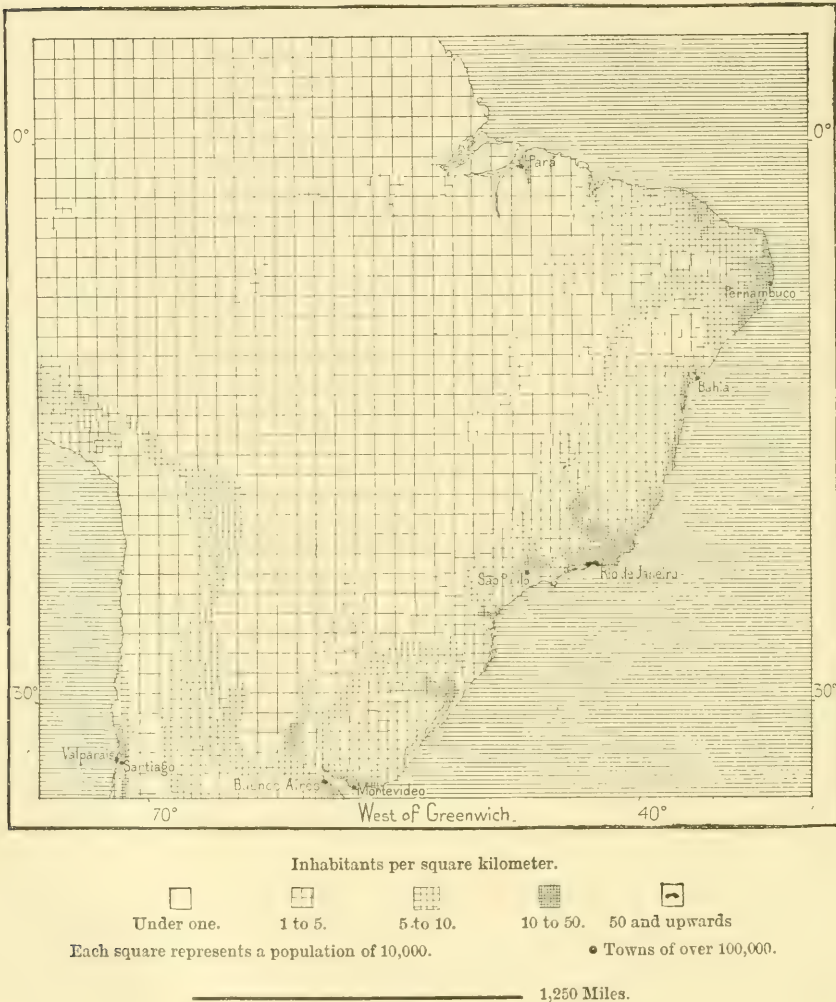 0° 0°
Para
Pernambuco
Bahia
São Paulo
Rio de Janeiro
30° 30°
Valparais
Santiago
Buenos Aires
Montevideo
70° West of Greenwich. 40°
Inhabitants per square kilometer.
Under one. 1 to 5. 5 to 10. 10 to 50. 50 and upwards
Each square represents a population of 10,000. • Towns of over 100,000.
1,250 Miles.